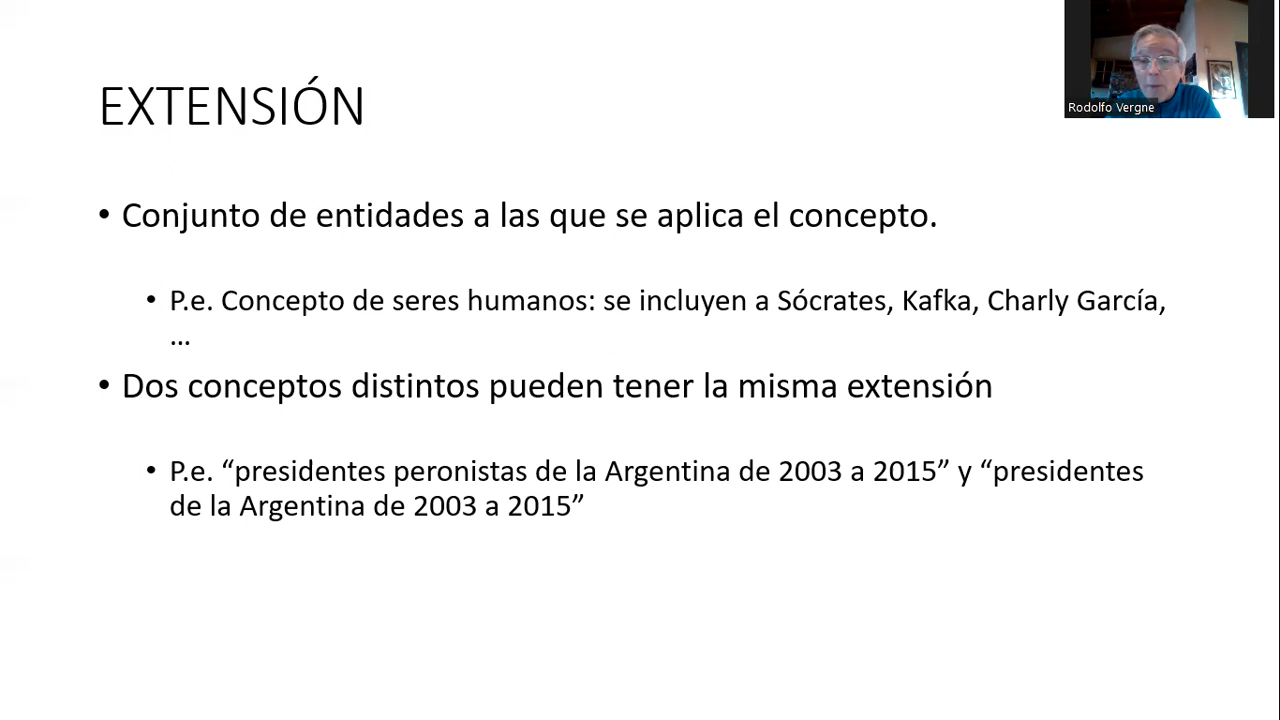 EXTENSIÓN
Rodolfo Vergne
• Conjunto de entidades a las que se aplica el concepto.
• P.e. Concepto de seres humanos: se incluyen a Sócrates, Kafka, Charly García,
...
• Dos conceptos distintos pueden tener la misma extensión
• P.e. “presidentes peronistas de la Argentina de 2003 a 2015” y “presidentes
de la Argentina de 2003 a 2015”